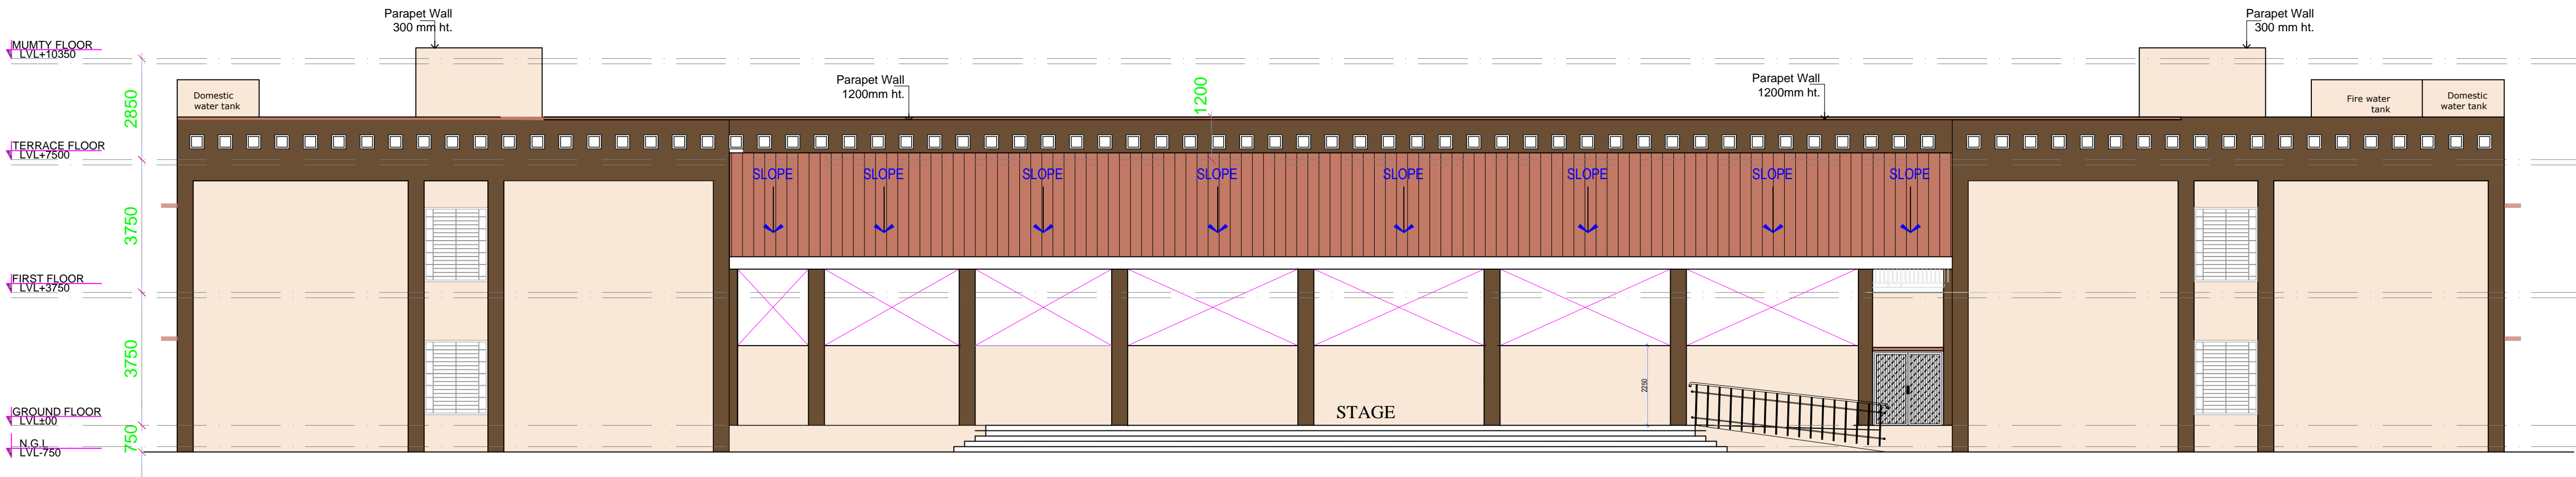 Parapet Wall
300 mm ht.
Parapet Wall
300 mm ht.
MUMTY FLOOR
LVL+10350
Parapet Wall
1200mm ht.
Parapet Wall
1200mm ht.
1200
2850
Domestic
water tank
Fire water
tank
Domestic
water tank
TERRACE FLOOR
LVL+7500
SLOPE
SLOPE
SLOPE
SLOPE
SLOPE
SLOPE
SLOPE
SLOPE
3750
FIRST FLOOR
LVL+3750
3750
2250
GROUND FLOOR
LVL±00
STAGE
750
N.G.L
LVL-750